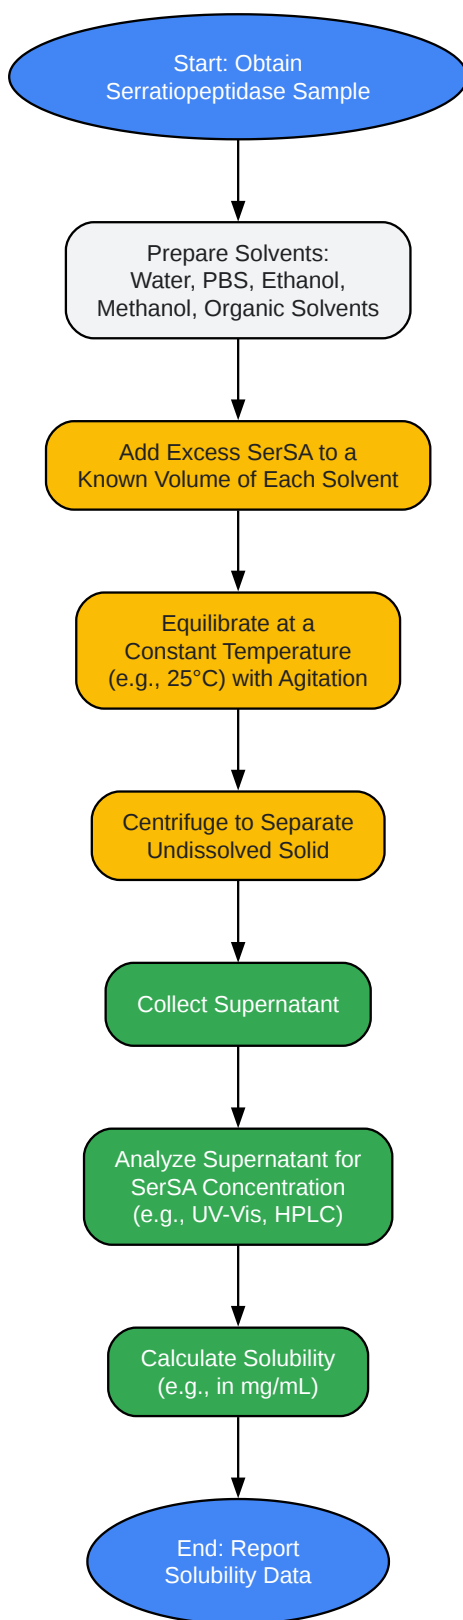 Start: Obtain
Serratiopeptidase Sample
Prepare Solvents:
Water, PBS, Ethanol,
Methanol, Organic Solvents
Add Excess SerSA to a
Known Volume of Each Solvent
Equilibrate at a
Constant Temperature
(e.g., 25°C) with Agitation
Centrifuge to Separate
Undissolved Solid
Collect Supernatant
Analyze Supernatant for
SerSA Concentration
(e.g., UV-Vis, HPLC)
Calculate Solubility
(e.g., in mg/mL)
End: Report
Solubility Data